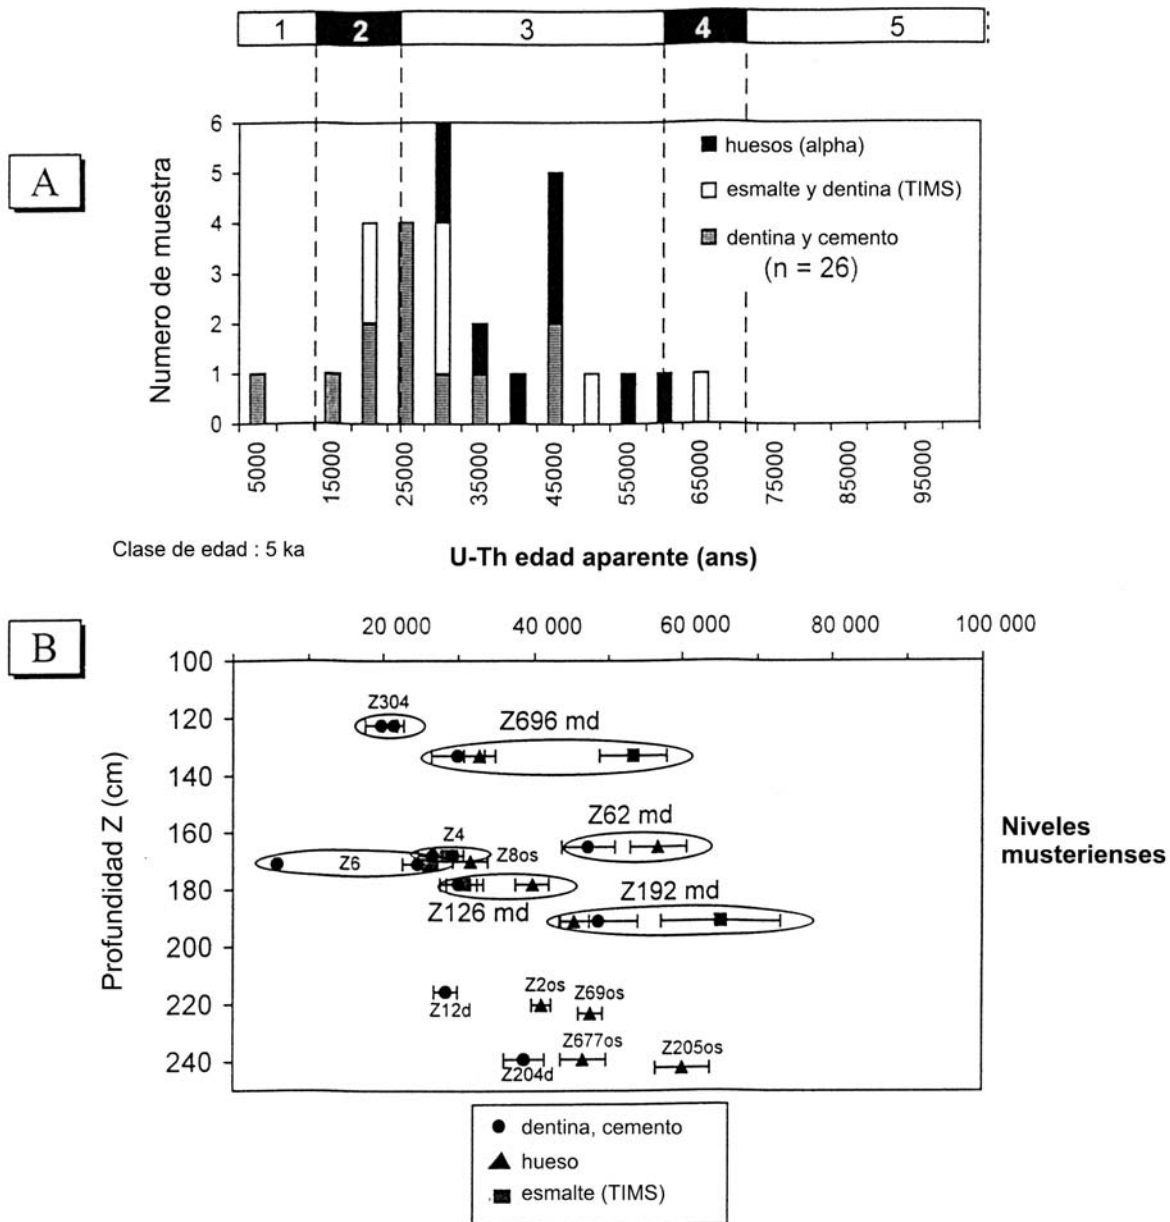 1 2 3 4 5
A
Numero de muestra
6
5
4
3
2
1
0
huesos (alpha)
esmalte y dentina (TIMS)
dentina y cemento
(n = 26)
5000 15000 25000 35000 45000 55000 65000 75000 85000 95000
Clase de edad : 5 ka
U-Th edad aparente (ans)
B
20 000 40 000 60 000 80 000 100 000
Profundidad Z (cm)
100
120
140
160
180
200
220
240
Z304
Z696 md
Z62 md
Z4
Z6
Z8os
Z126 md
Z192 md
Z12d
Z2os
Z69os
Z204d
Z677os
Z205os
Niveles
musterienses
dentina, cemento
hueso
esmalte (TIMS)